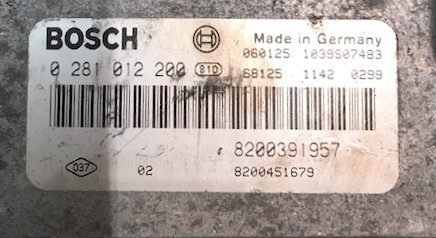 BOSCH
Made in Germany
060125 1039S07483
0 281 012 200 810
68125 1142 0299
8200391957
037 02 8200451679